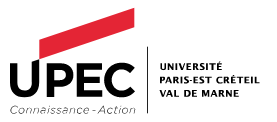 UPEC
Connaissance - Action
UNIVERSITÉ
PARIS-EST CRÉTEIL
VAL DE MARNE